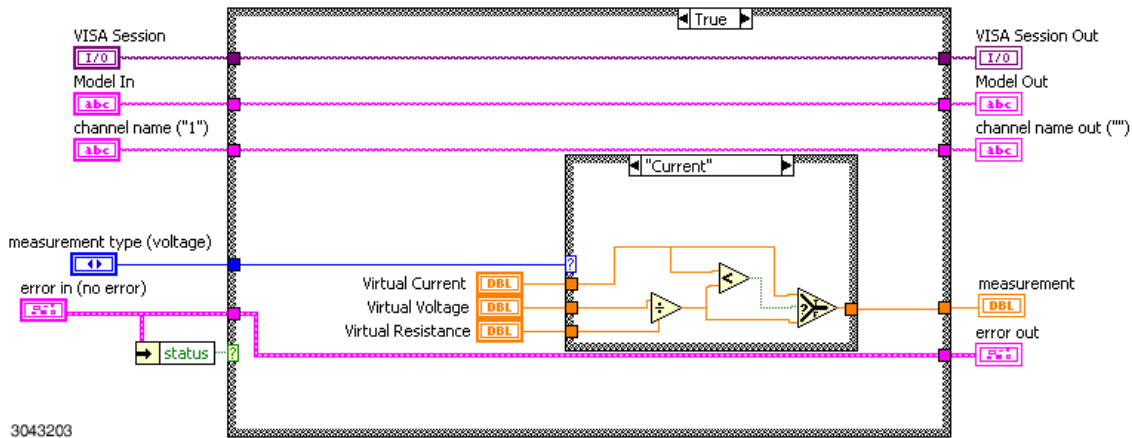 True
VISA Session
I/O
VISA Session Out
I/O
Model In
abc
Model Out
abc
channel name ("1")
abc
channel name out ("")
abc
"Current"
measurement type (voltage)
?
error in (no error)
Virtual Current
DBL
Virtual Voltage
DBL
Virtual Resistance
DBL
÷
<
?
T
F
measurement
DBL
error out
status
?
3043203